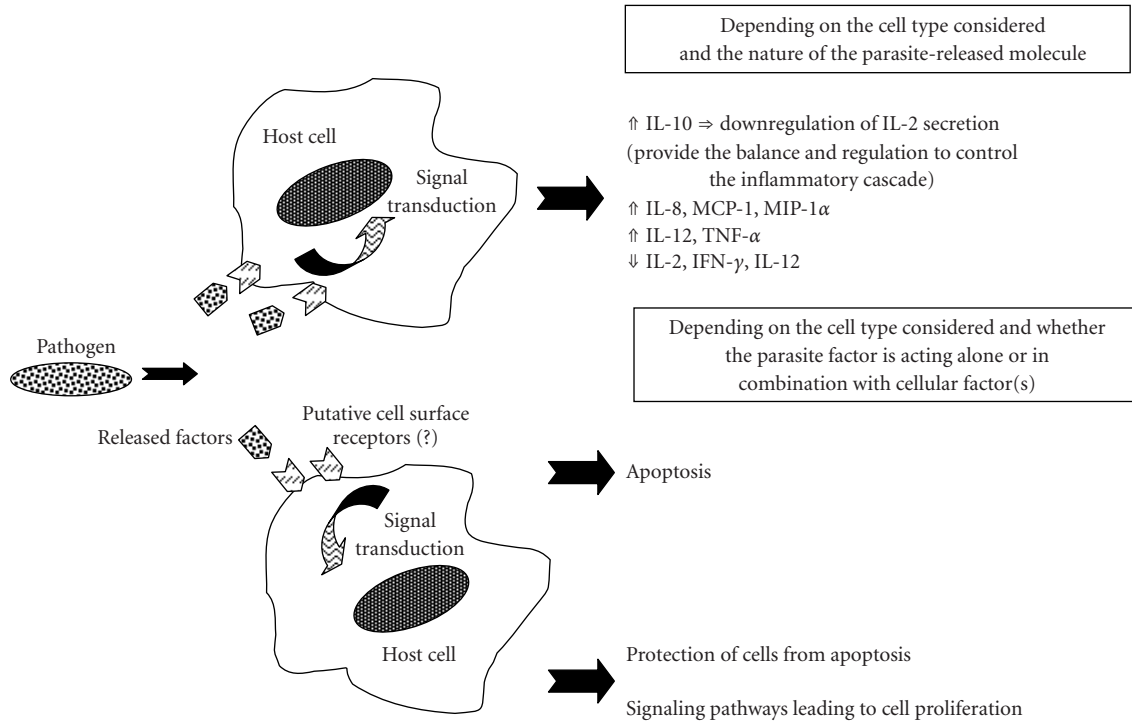 Depending on the cell type considered
and the nature of the parasite-released molecule
Host cell
Signal
transduction
⇑ IL-10 ⇒ downregulation of IL-2 secretion
(provide the balance and regulation to control
the inflammatory cascade)
⇑ IL-8, MCP-1, MIP-1α
⇑ IL-12, TNF-α
⇓ IL-2, IFN-γ, IL-12
Depending on the cell type considered and whether
the parasite factor is acting alone or in
combination with cellular factor(s)
Pathogen
Released factors
Putative cell surface
receptors (?)
Signal
transduction
Host cell
Apoptosis
Protection of cells from apoptosis
Signaling pathways leading to cell proliferation